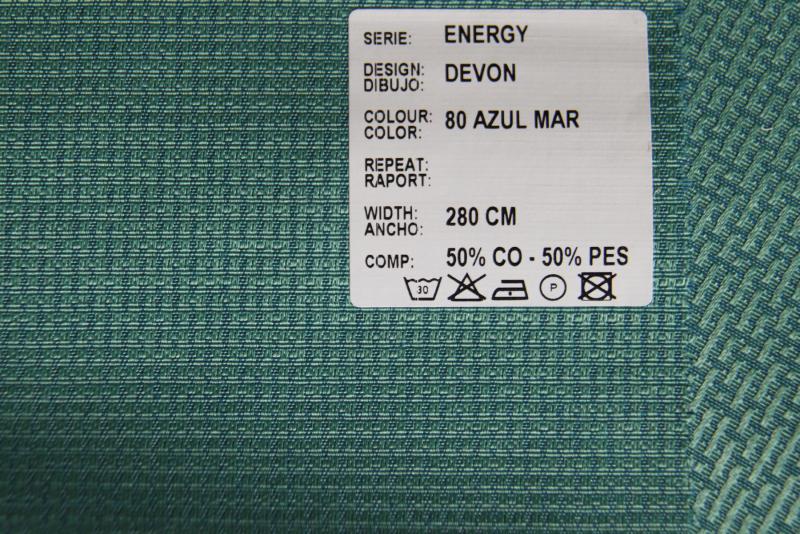 SERIE: ENERGY
DESIGN: DEVON
DIBUJO:
COLOUR: 80 AZUL MAR
COLOR:
REPEAT:
RAPORT:
WIDTH: 280 CM
ANCHO:
COMP: 50% CO - 50% PES
30 P